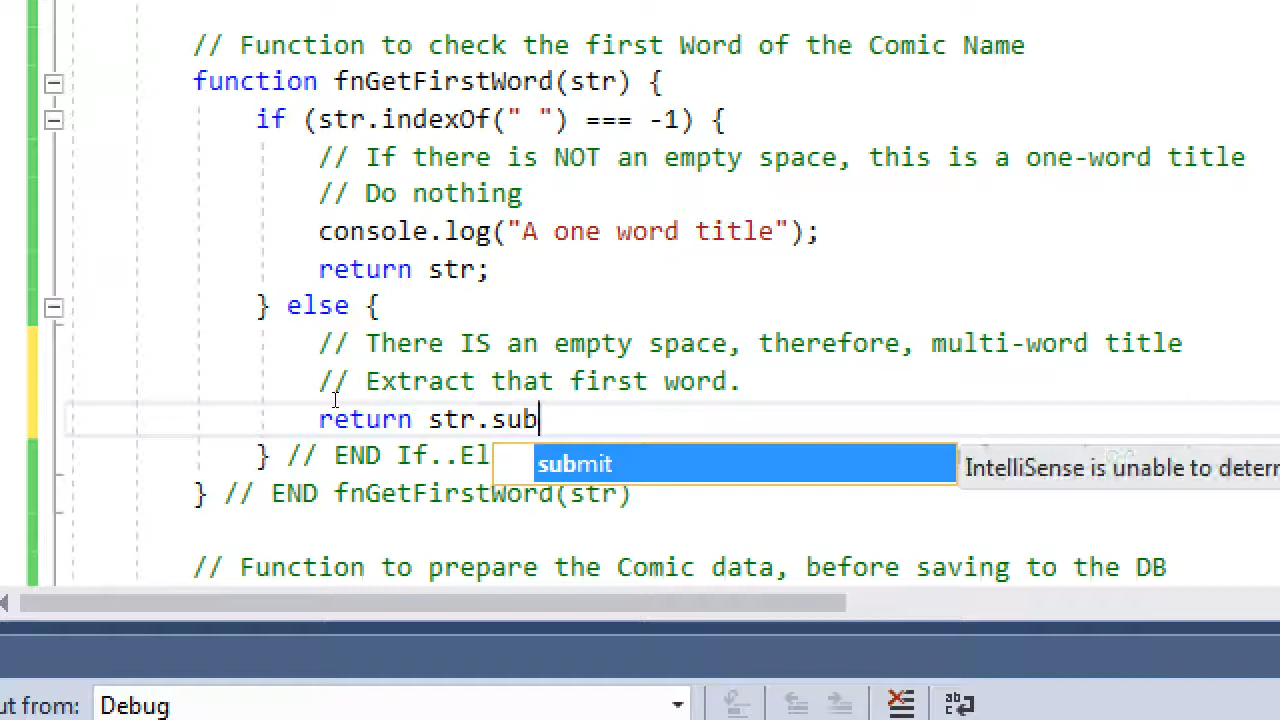 // Function to check the first Word of the Comic Name
function fnGetFirstWord(str) {
if (str.indexOf(" ") === -1) {
// If there is NOT an empty space, this is a one-word title
// Do nothing
console.log("A one word title");
return str;
} else {
// There IS an empty space, therefore, multi-word title
// Extract that first word.
return str.sub
submit
IntelliSense is unable to determ
} // END If..El
} // END fnGetFirstWord(str)
// Function to prepare the Comic data, before saving to the DB
ut from: Debug